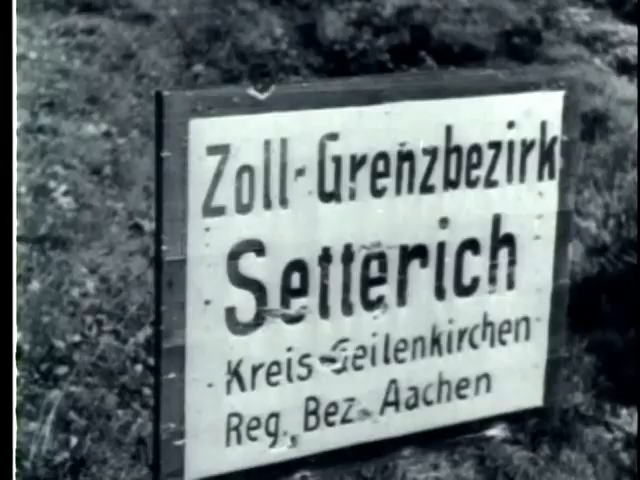 Zoll-Grenzbezirk
Setterich
Kreis-Geilenkirchen
Reg. Bez. Aachen